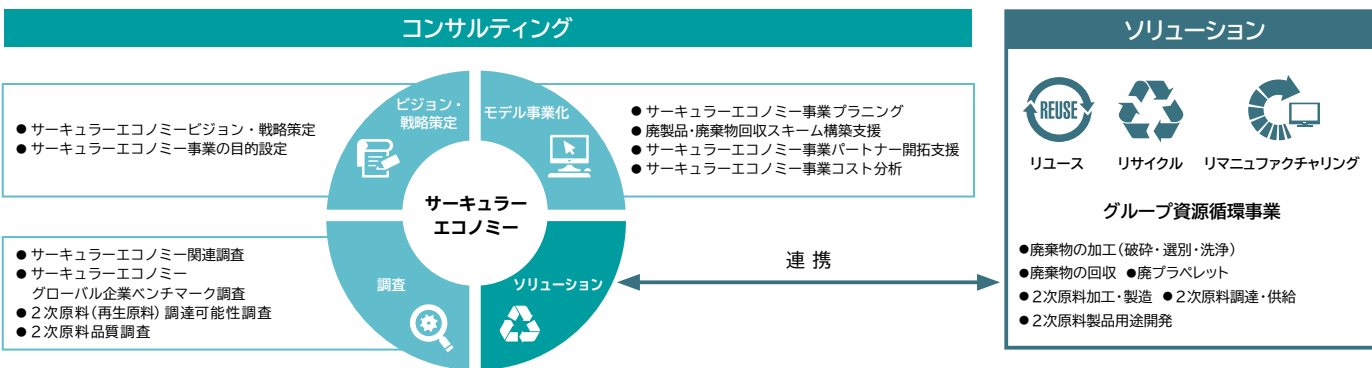 コンサルティング
ビジョン・
戦略策定
● サーキュラーエコノミービジョン・戦略策定
● サーキュラーエコノミー事業の目的設定
モデル事業化
● サーキュラーエコノミー事業プラニング
● 廃製品・廃棄物回収スキーム構築支援
● サーキュラーエコノミー事業パートナー開拓支援
● サーキュラーエコノミー事業コスト分析
サーキュラー
エコノミー
調査
● サーキュラーエコノミー関連調査
● サーキュラーエコノミー
グローバル企業ベンチマーク調査
● 2次原料(再生原料) 調達可能性調査
● 2次原料品質調査
ソリューション
連 携
ソリューション
REUSE
リユース
リサイクル
リマニュファクチャリング
グループ資源循環事業
●廃棄物の加工(破砕・選別・洗浄)
●廃棄物の回収 ●廃プラペレット
●2次原料加工・製造 ●2次原料調達・供給
●2次原料製品用途開発